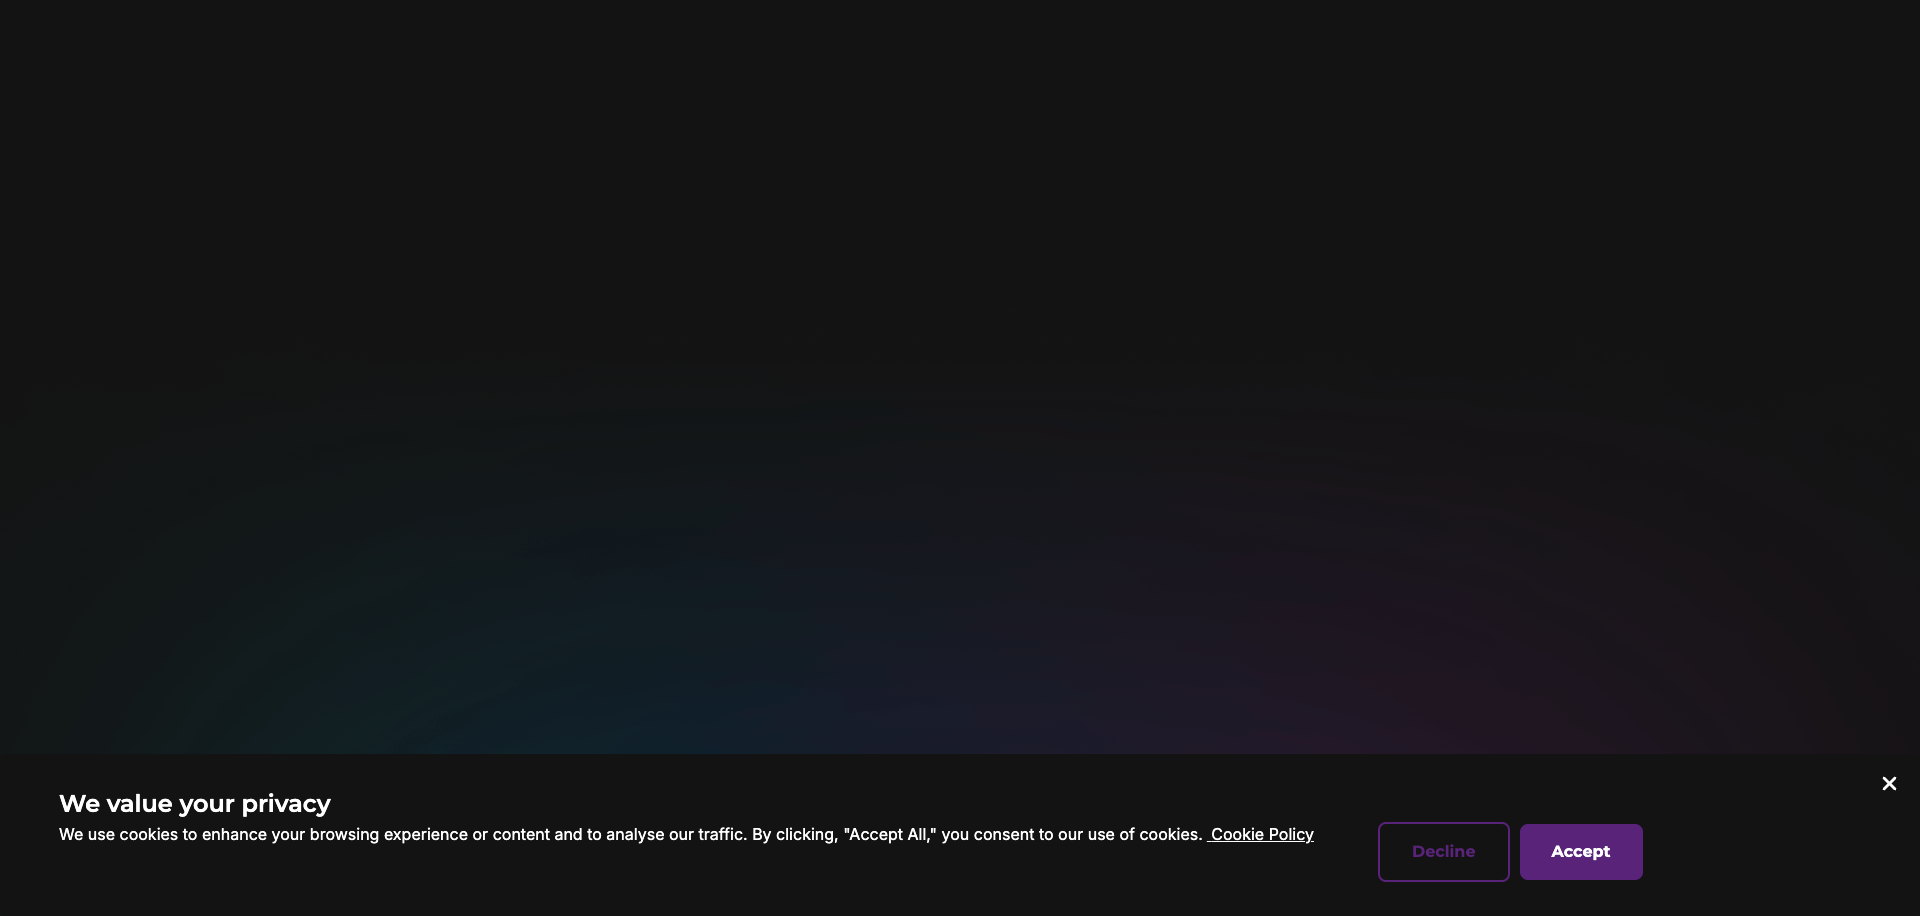 We value your privacy
We use cookies to enhance your browsing experience or content and to analyse our traffic. By clicking, "Accept All," you consent to our use of cookies. Cookie Policy
Decline
Accept